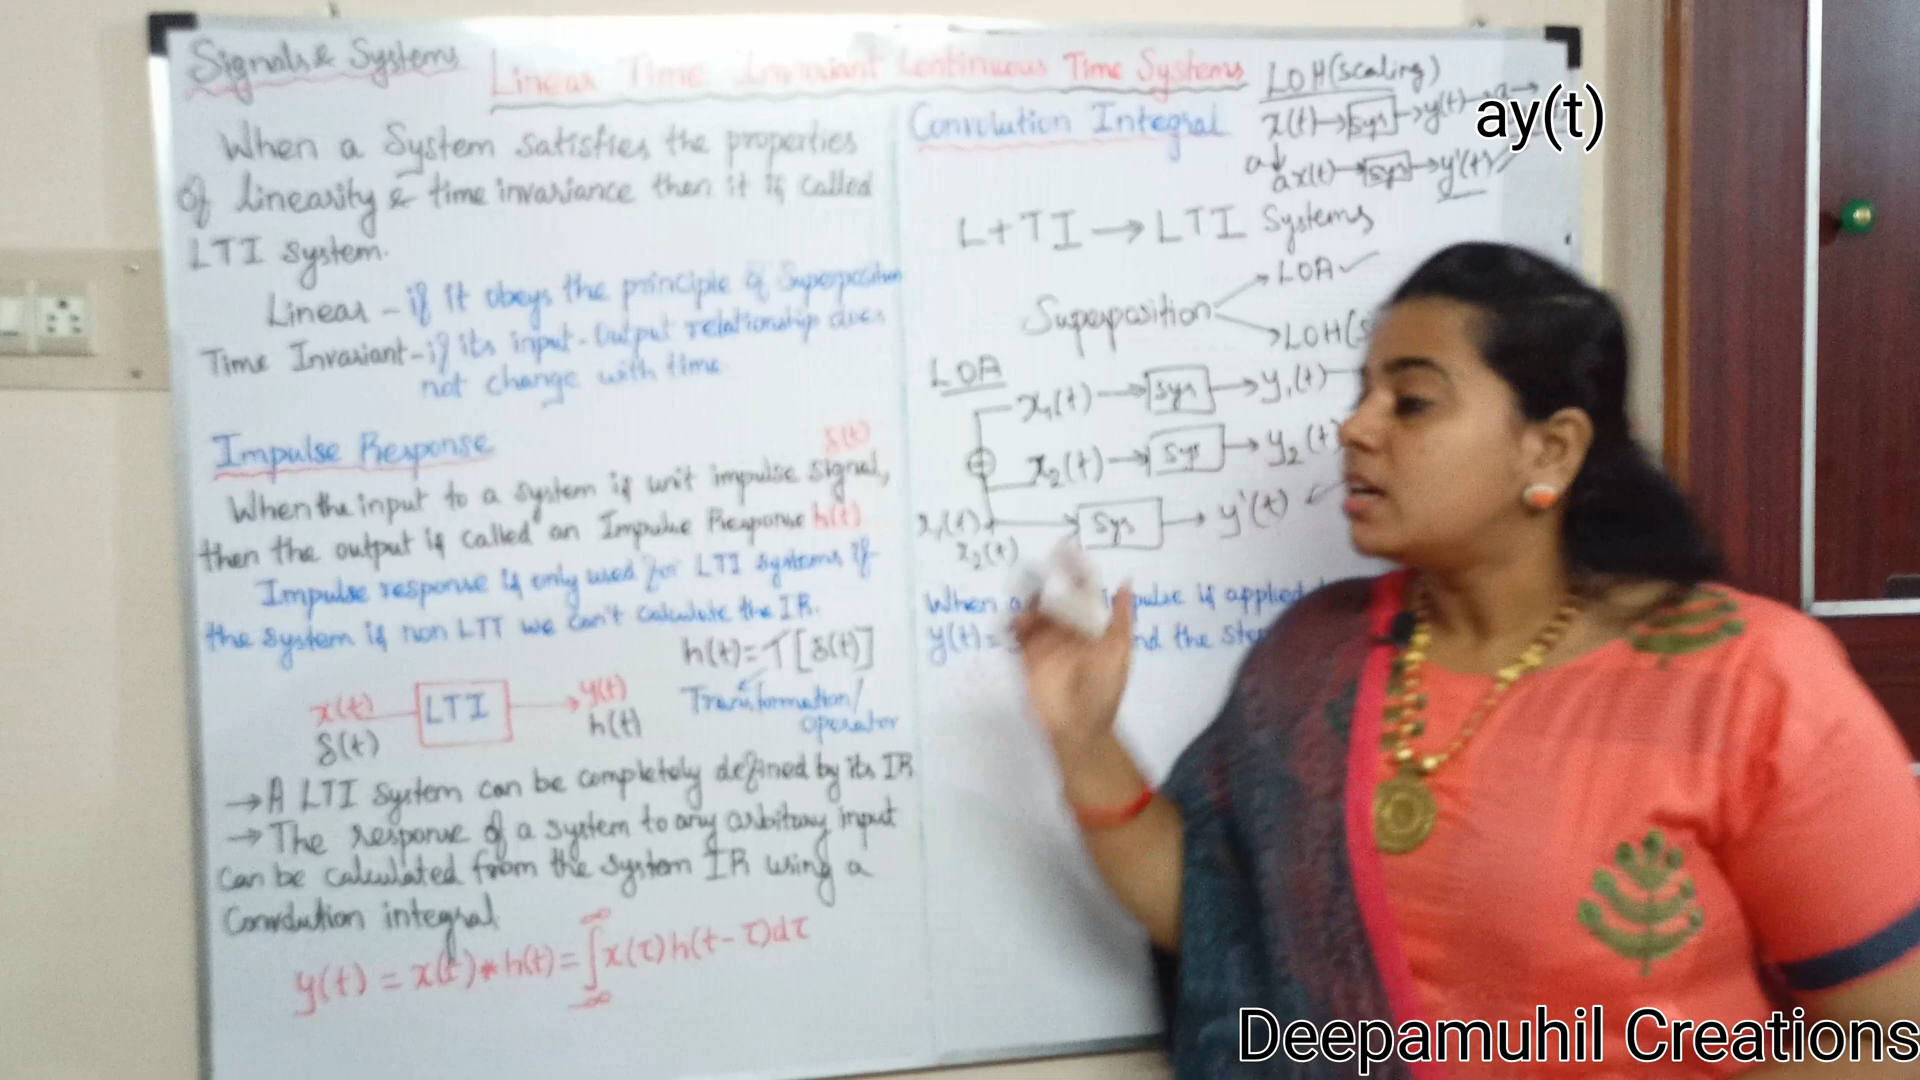 Signals & Systems
Linear Time Invariant Continuous Time Systems
When a System satisfies the properties
of linearity & time invariance then it is called
LTI system.
Linear - if it obeys the principle of Superposition
Time Invariant - if its input-output relationship does
not change with time.
Impulse Response
δ(t)
When the input to a system is unit impulse signal,
then the output is called an Impulse Response h(t)
Impulse response is only used for LTI systems if
the system is non LTI we can't calculate the IR.
h(t) = T[δ(t)]
Transformation/
operator
x(t) LTI y(t)
δ(t) h(t)
→ A LTI system can be completely defined by its IR
→ The response of a system to any arbitrary input
can be calculated from the system IR using a
Convolution integral
y(t) = x(t) * h(t) = ∫_{-∞}^{∞} x(τ)h(t-τ)dτ
Convolution Integral
LOH(scaling)
x(t) → Sys → y(t) → a →
ay(t)
a↓
ax(t) → Sys → y'(t)
L+TI → LTI Systems
→ LOA ✓
Superposition
→ LOH(s
LOA
x₁(t) → Sys → y₁(t)
x₂(t) → Sys → y₂(t)
x₁(t)+ → Sys → y'(t)
x₂(t)
When a impulse is applied
y(t)= nd the Step
Deepamuhil Creations